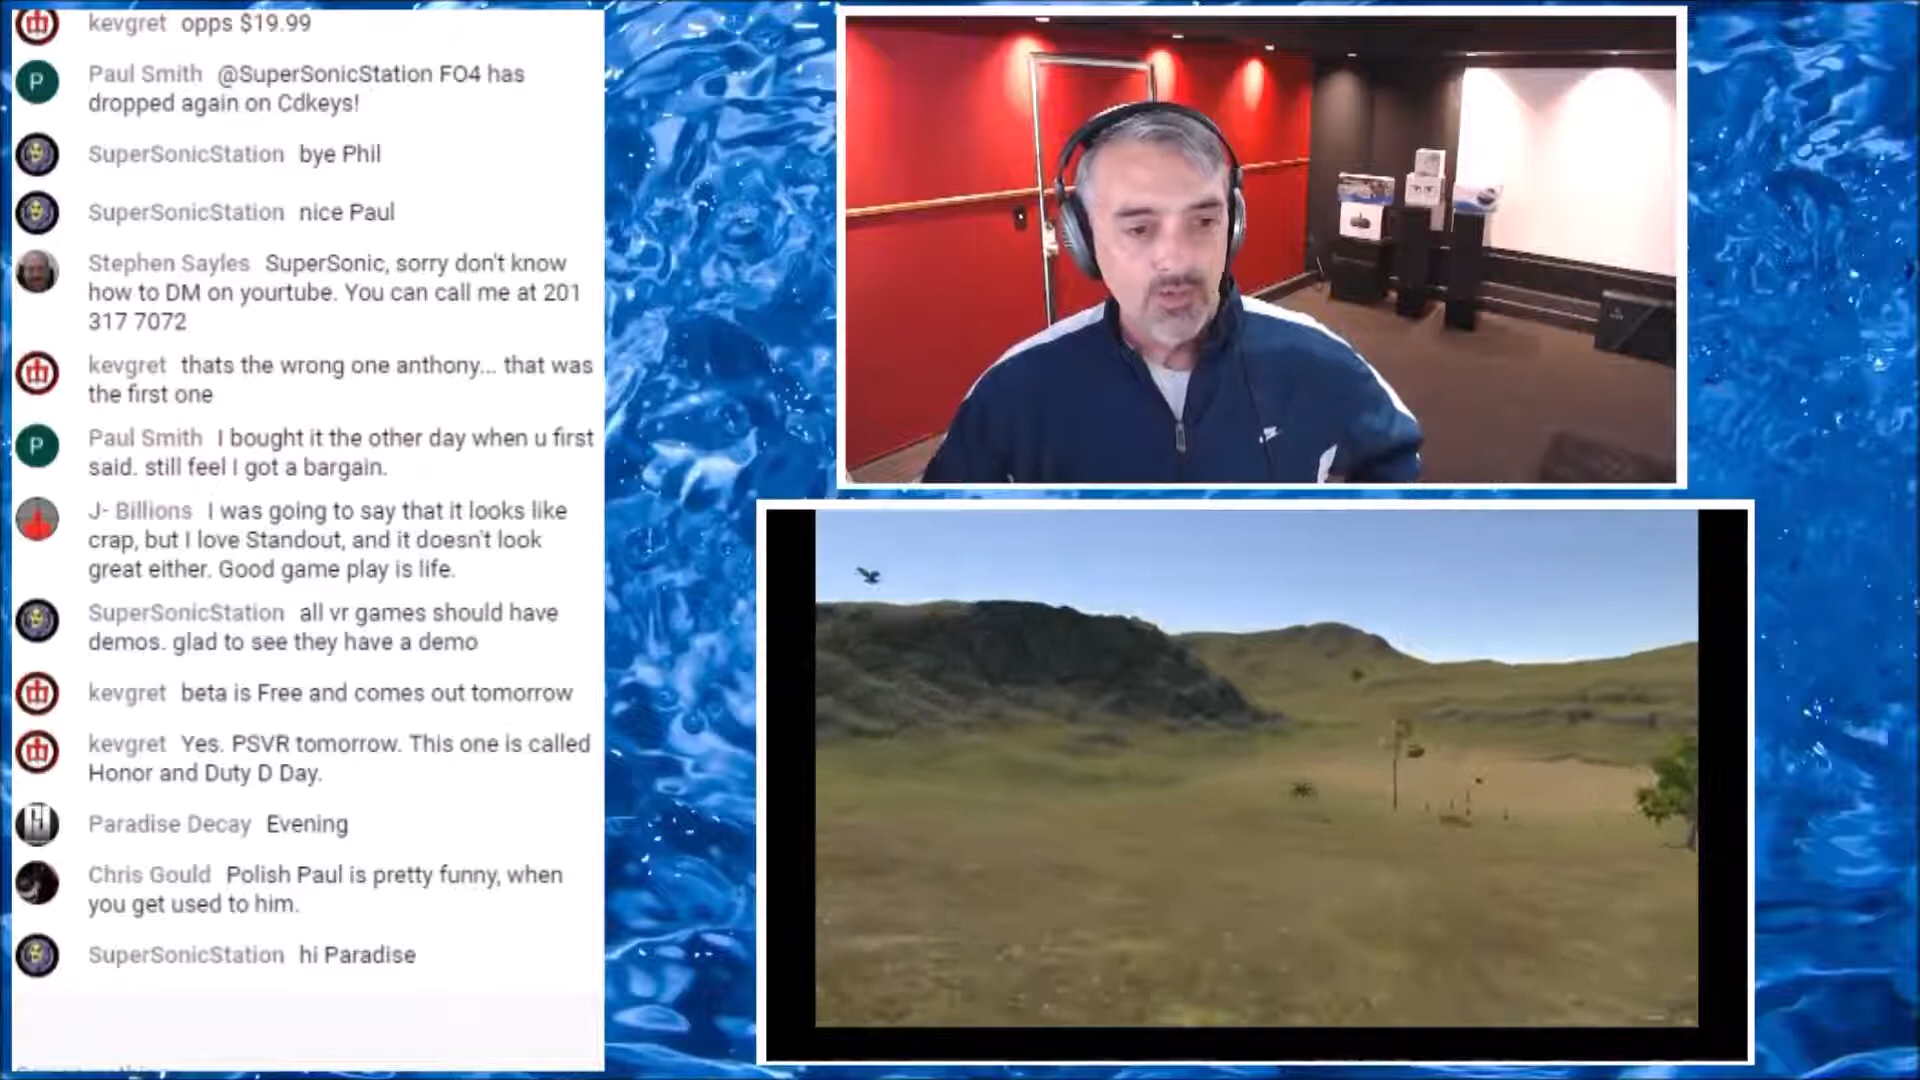 kevgret opps $19.99
Paul Smith @SuperSonicStation FO4 has
dropped again on Cdkeys!
SuperSonicStation bye Phil
SuperSonicStation nice Paul
Stephen Sayles SuperSonic, sorry don't know
how to DM on yourtube. You can call me at 201
317 7072
kevgret thats the wrong one anthony... that was
the first one
Paul Smith I bought it the other day when u first
said. still feel I got a bargain.
J- Billions I was going to say that it looks like
crap, but I love Standout, and it doesn't look
great either. Good game play is life.
SuperSonicStation all vr games should have
demos. glad to see they have a demo
kevgret beta is Free and comes out tomorrow
kevgret Yes. PSVR tomorrow. This one is called
Honor and Duty D Day.
Paradise Decay Evening
Chris Gould Polish Paul is pretty funny, when
you get used to him.
SuperSonicStation hi Paradise